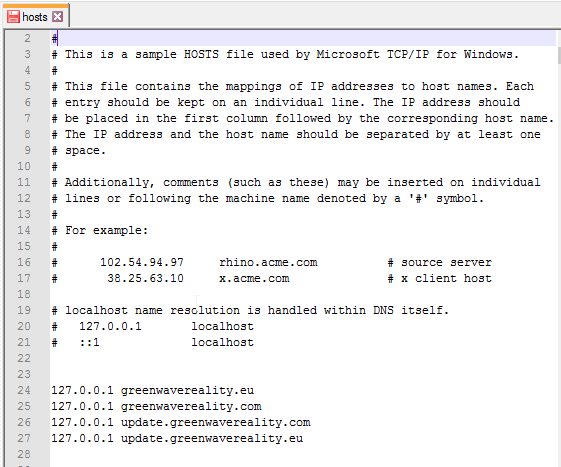 hosts
2 #
3 # This is a sample HOSTS file used by Microsoft TCP/IP for Windows.
4 #
5 # This file contains the mappings of IP addresses to host names. Each
6 # entry should be kept on an individual line. The IP address should
7 # be placed in the first column followed by the corresponding host name.
8 # The IP address and the host name should be separated by at least one
9 # space.
10 #
11 # Additionally, comments (such as these) may be inserted on individual
12 # lines or following the machine name denoted by a '#' symbol.
13 #
14 # For example:
15 #
16 #      102.54.94.97     rhino.acme.com          # source server
17 #       38.25.63.10     x.acme.com              # x client host
18
19 # localhost name resolution is handled within DNS itself.
20 #   127.0.0.1       localhost
21 #   ::1             localhost
22
23
24 127.0.0.1 greenwavereality.eu
25 127.0.0.1 greenwavereality.com
26 127.0.0.1 update.greenwavereality.com
27 127.0.0.1 update.greenwavereality.eu
28